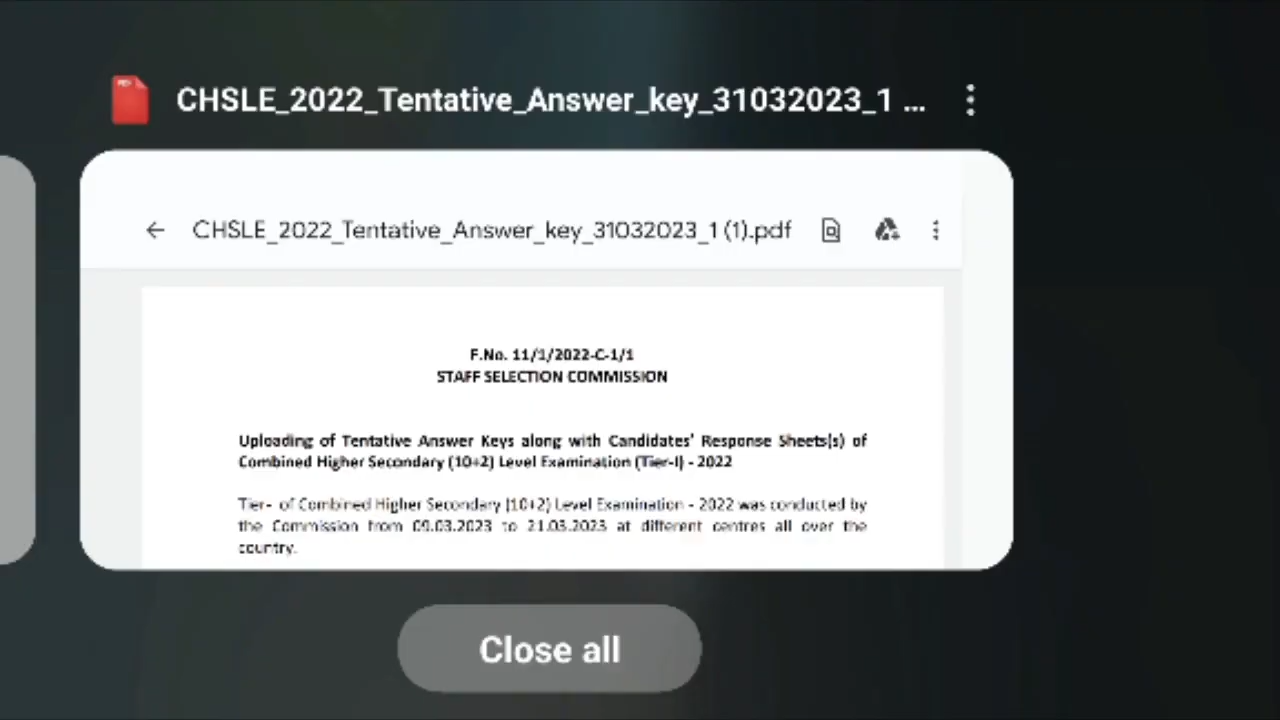 CHSLE_2022_Tentative_Answer_key_31032023_1 ...
CHSLE_2022_Tentative_Answer_key_31032023_1 (1).pdf
F.No. 11/1/2022-C-1/1
STAFF SELECTION COMMISSION
Uploading of Tentative Answer Keys along with Candidates' Response Sheets(s) of
Combined Higher Secondary (10+2) Level Examination (Tier-I) - 2022
Tier- of Combined Higher Secondary (10+2) Level Examination - 2022 was conducted by
the Commission from 09.03.2023 to 21.03.2023 at different centres all over the
country.
Close all